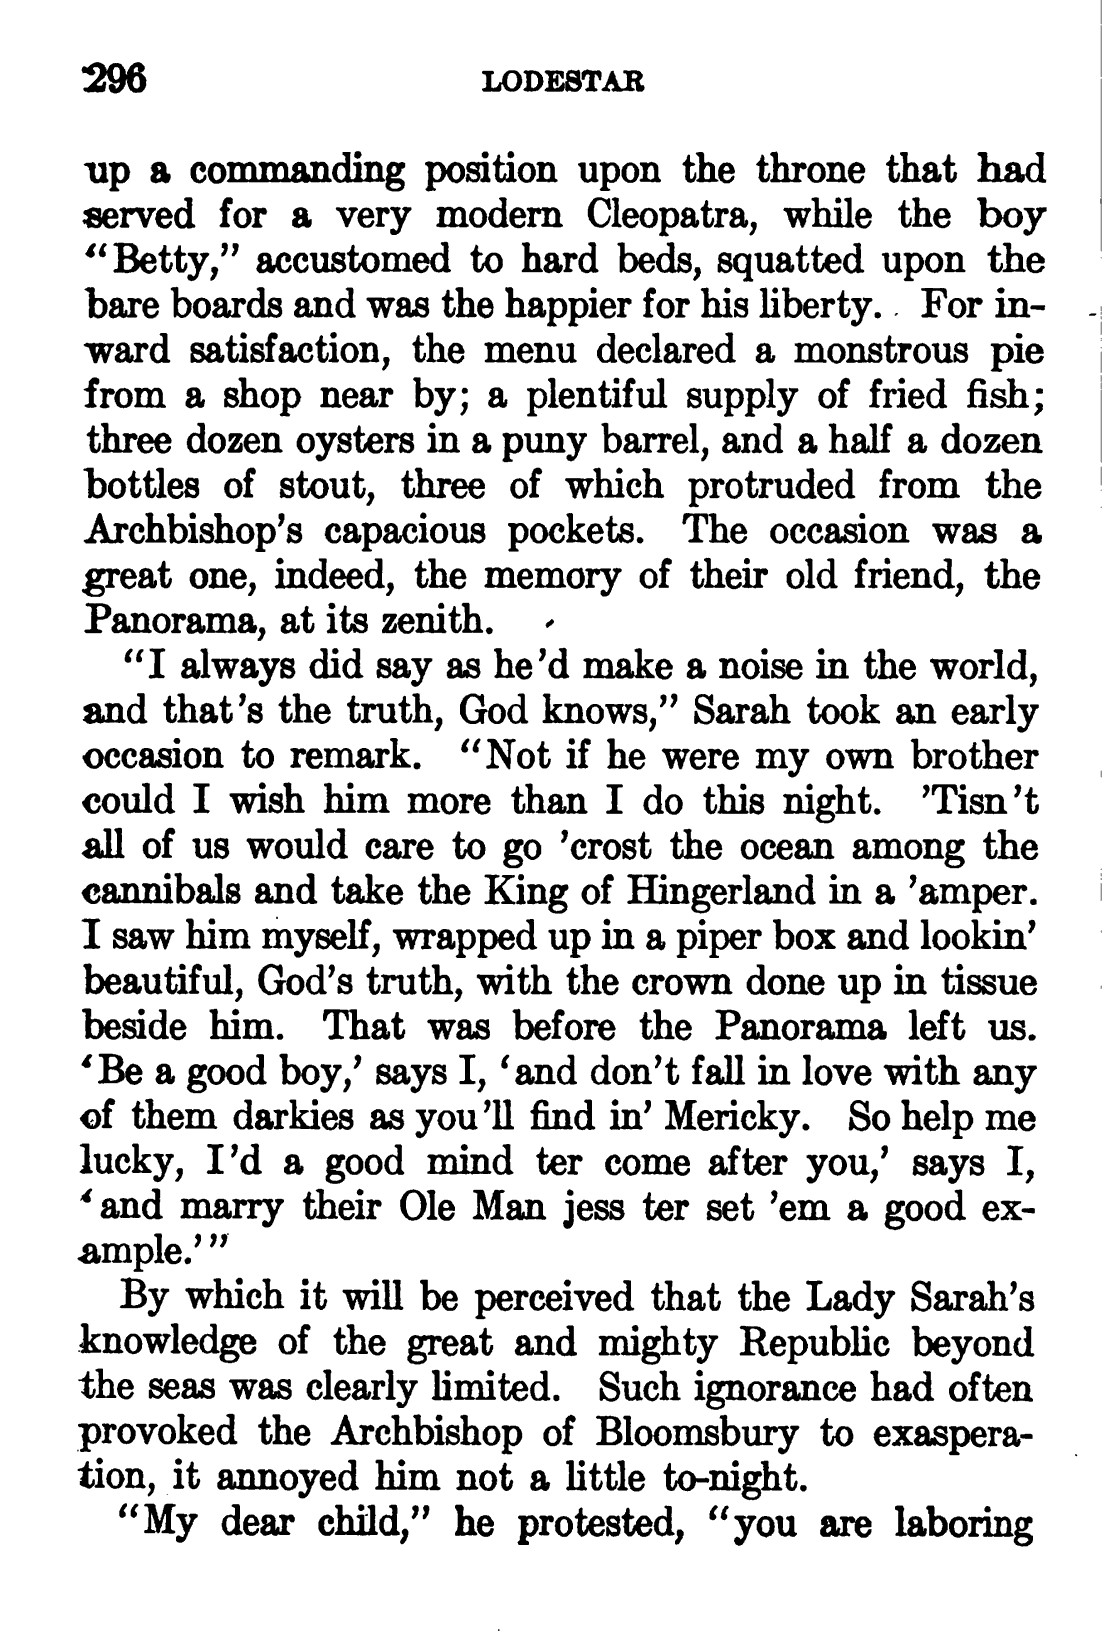 296 LODESTAR
up a commanding position upon the throne that had
served for a very modern Cleopatra, while the boy
“Betty,” accustomed to hard beds, squatted upon the
bare boards and was the happier for his liberty. For in-
ward satisfaction, the menu declared a monstrous pie
from a shop near by; a plentiful supply of fried fish;
three dozen oysters in a puny barrel, and a half a dozen
bottles of stout, three of which protruded from the
Archbishop's capacious pockets. The occasion was a
great one, indeed, the memory of their old friend, the
Panorama, at its zenith.
“I always did say as he'd make a noise in the world,
and that's the truth, God knows,” Sarah took an early
occasion to remark. “Not if he were my own brother
could I wish him more than I do this night. 'Tisn't
all of us would care to go 'crost the ocean among the
cannibals and take the King of Hingerland in a 'amper.
I saw him myself, wrapped up in a piper box and lookin'
beautiful, God's truth, with the crown done up in tissue
beside him. That was before the Panorama left us.
‘Be a good boy,’ says I, ‘and don't fall in love with any
of them darkies as you'll find in' Mericky. So help me
lucky, I'd a good mind ter come after you,’ says I,
‘and marry their Ole Man jess ter set 'em a good ex-
ample.’”
By which it will be perceived that the Lady Sarah's
knowledge of the great and mighty Republic beyond
the seas was clearly limited. Such ignorance had often
provoked the Archbishop of Bloomsbury to exaspera-
tion, it annoyed him not a little to-night.
“My dear child,” he protested, “you are laboring